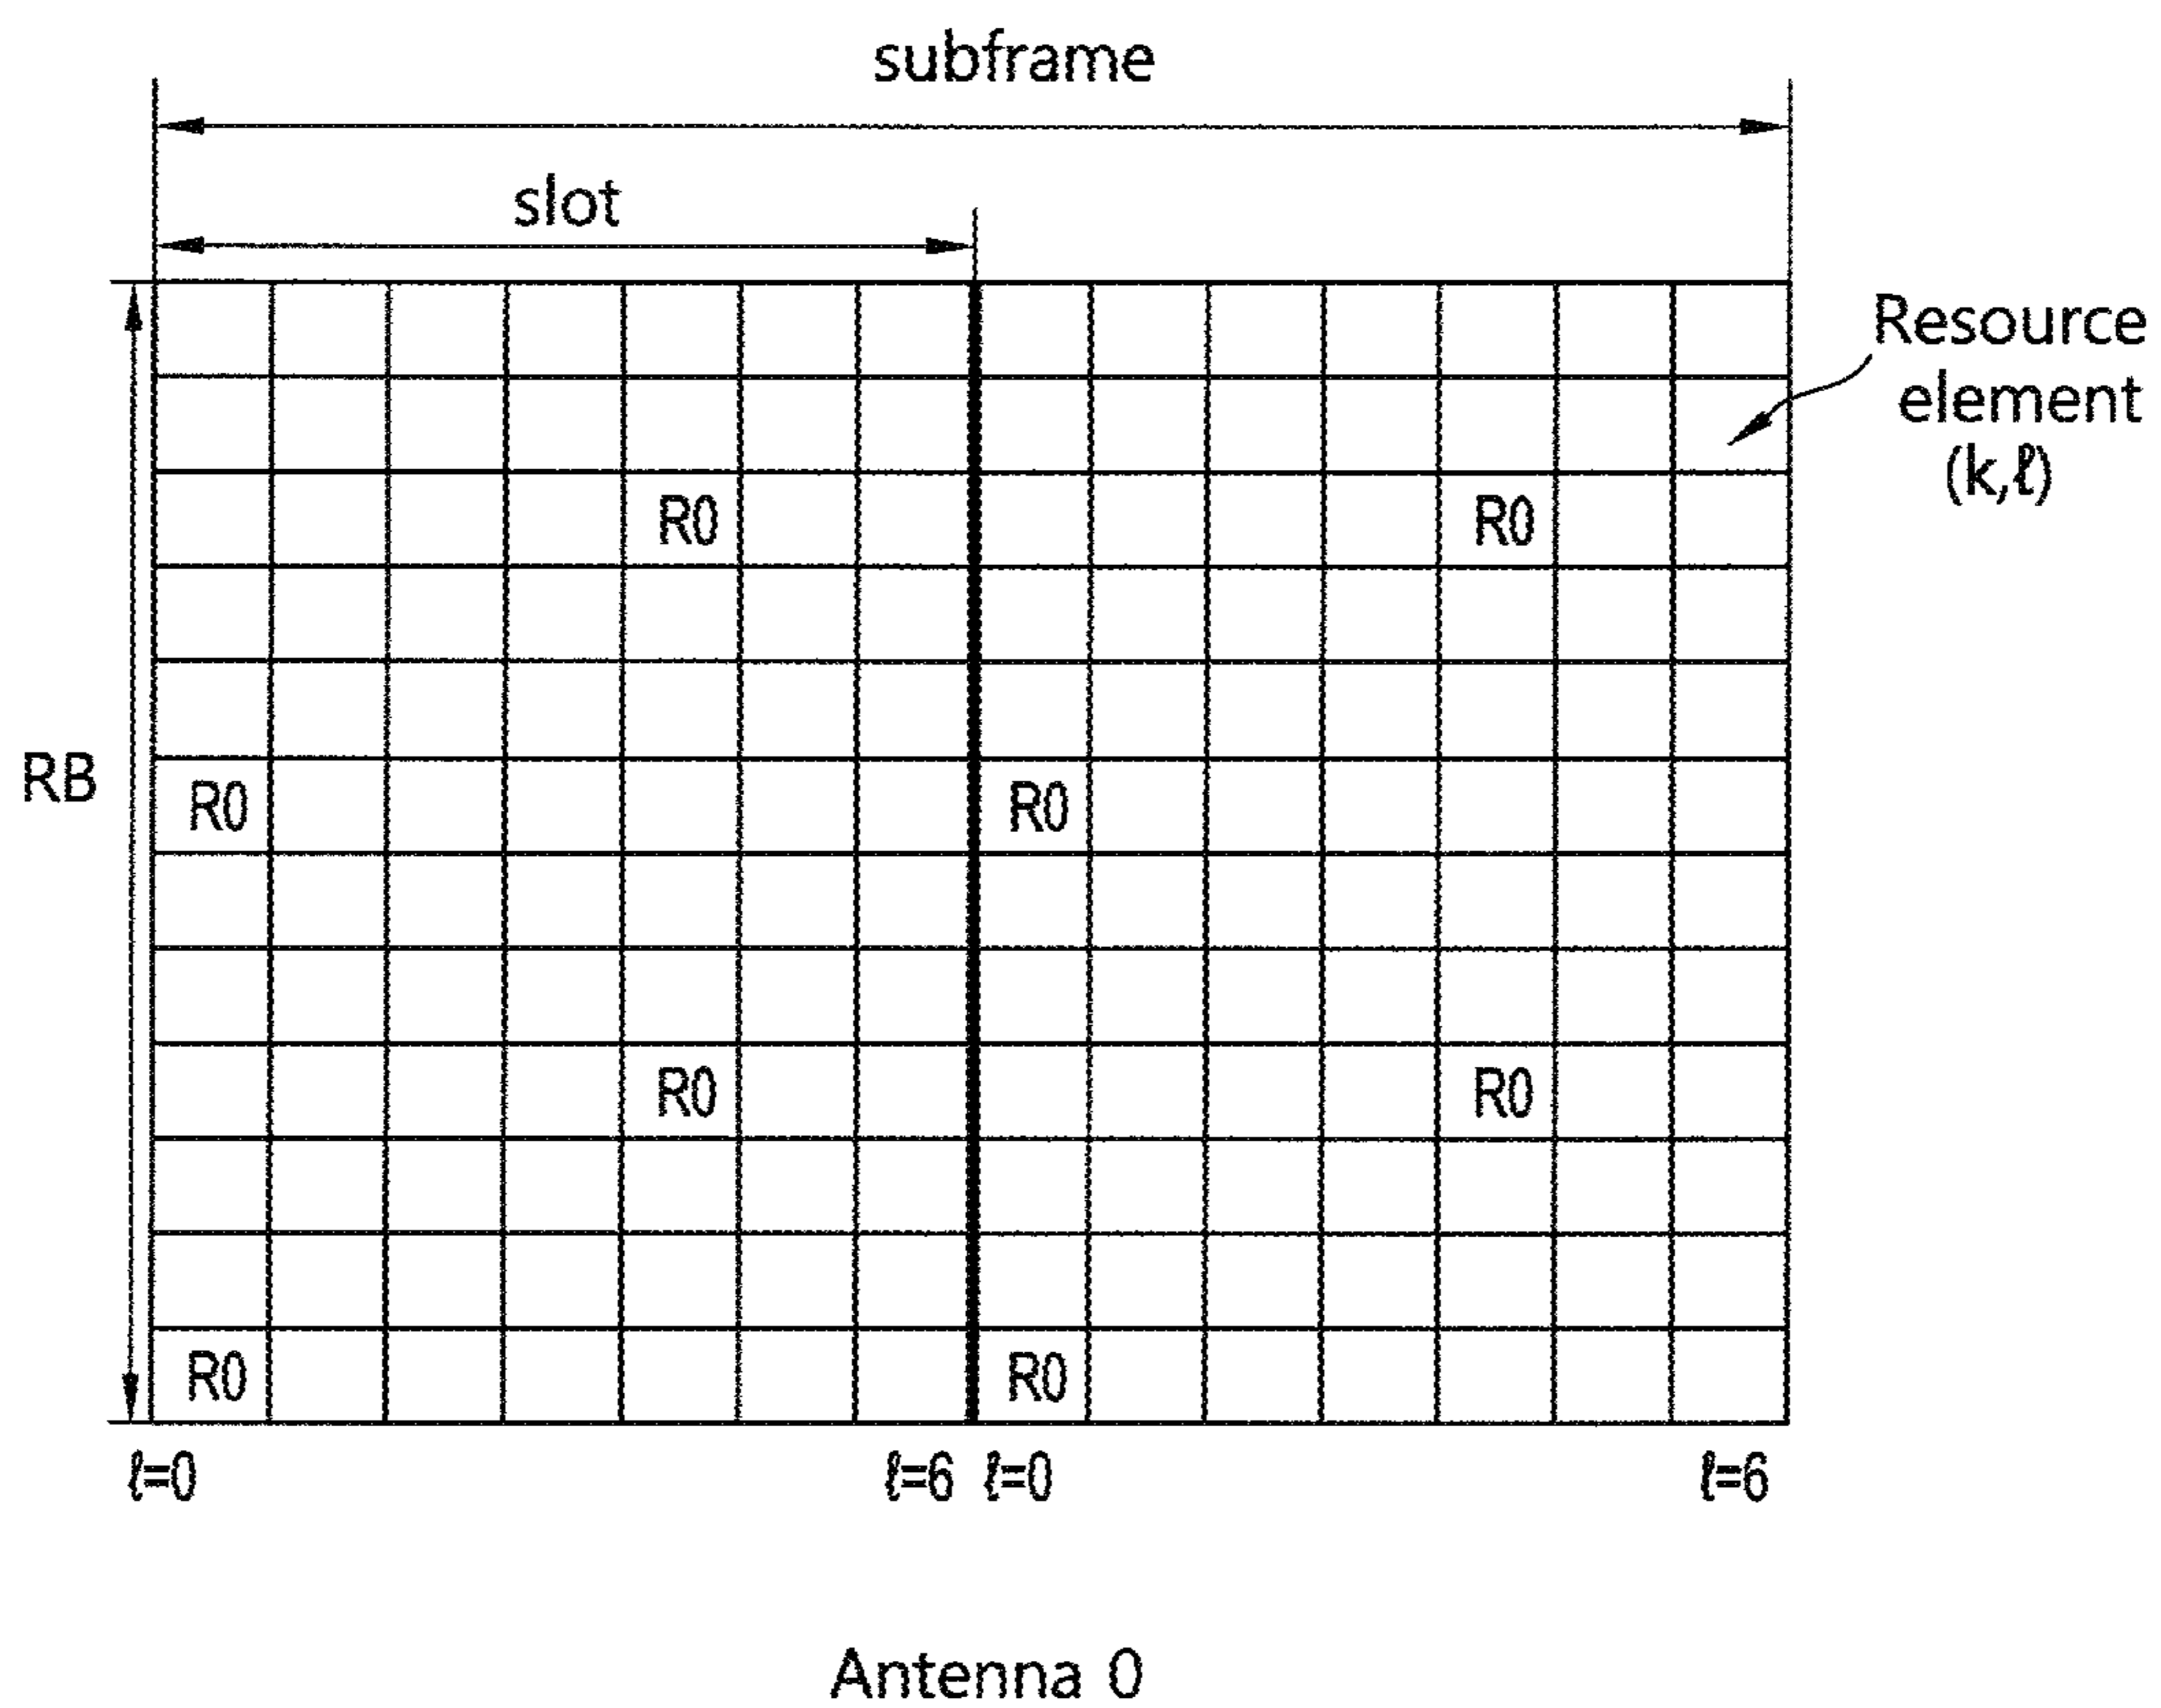 subframe
slot
Resource
element
(k,ℓ)
R0 R0
RB
R0 R0
R0 R0
R0 R0
ℓ=0 ℓ=6 ℓ=0 ℓ=6
Antenna 0